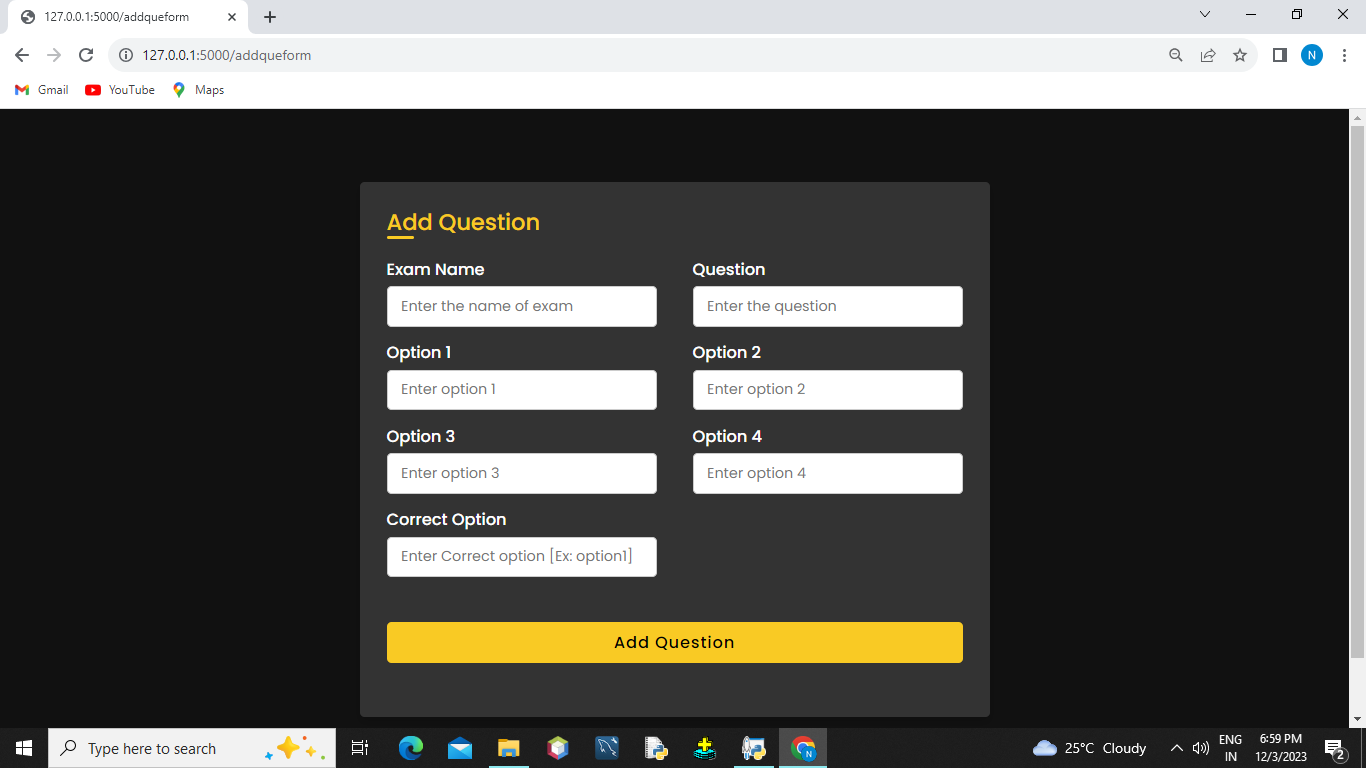 127.0.0.1:5000/addqueform
127.0.0.1:5000/addqueform
N
Gmail YouTube Maps
Add Question
Exam Name Question
Enter the name of exam Enter the question
Option 1 Option 2
Enter option 1 Enter option 2
Option 3 Option 4
Enter option 3 Enter option 4
Correct Option
Enter Correct option [Ex: option1]
Add Question
Type here to search
N
25°C Cloudy
ENG
IN
6:59 PM
12/3/2023
2